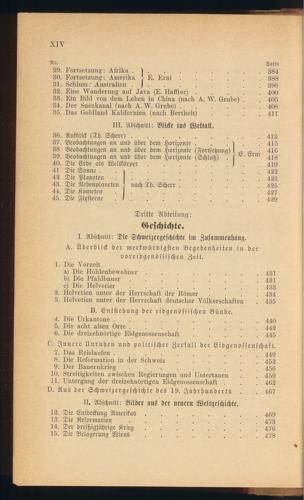 XIV
Nr. Seite
29. Fortsetzung: Afrika . . . . 384
30. Fortsetzung: Amerika } E. Erni . . . . 388
31. Schluss: Australien . . . . 398
32. Eine Wanderung auf Java (E. Haffter) . . . . 400
33. Ein Bild von dem Leben in China (nach A. W. Grube) . . 405
34. Der Suezkanal (nach A. W. Grube) . . . . 408
35. Das Goldland Kalifornien (nach Berthelt) . . . . 411
III. Abschnitt: Blicke ins Weltall.
36. Aufblick (Th. Scherr) . . . . 413
37. Beobachtungen an und über dem Horizonte . . . . 415
38. Beobachtungen an und über dem Horizonte (Fortsetzung) 416
39. Beobachtungen an und über dem Horizonte (Schluß) } E. Erni 418
40. Die Erde als Weltkörper . . . . 419
41. Die Sonne . . . . 421
42. Die Planeten . . . . 423
43. Die Nebenplaneten } nach Th. Scherr . . . . 425
44. Die Kometen . . . . 427
45. Die Fixsterne . . . . 429
Dritte Abteilung:
Geschichte.
I. Abschnitt: Die Schweizergeschichte im Zusammenhang.
A. Überblick der merkwürdigsten Begebenheiten in der
voreidgenössischen Zeit.
1. Die Vorzeit
a) Die Höhlenbewohner . . . . 431
b) Die Pfahlbauer . . . . 431
c) Die Helvetier . . . . 433
2. Helvetien unter der Herrschaft der Römer . . . . 434
3. Helvetien unter der Herrschaft deutscher Völkerschaften . 435
B. Entstehung der eidgenössischen Bünde.
4. Die Urkantone . . . . 440
5. Die acht alten Orte . . . . 442
6. Die dreizehnörtige Eidgenossenschaft . . . . 445
C. Innere Unruhen und politischer Zerfall der Eidgenossenschaft.
7. Das Reislaufen . . . . 449
8. Die Reformation in der Schweiz . . . . 452
9. Der Bauernkrieg . . . . 456
10. Streitigkeiten zwischen Regierungen und Untertanen . . 459
11. Untergang der dreizehnörtigen Eidgenossenschaft . . . 462
D. Aus der Schweizergeschichte des 19. Jahrhunderts . . . 467
II. Abschnitt: Bilder aus der neuern Weltgeschichte.
12. Die Entdeckung Amerikas . . . . 469
13. Die Reformation . . . . 473
14. Der dreißigjährige Krieg . . . . 476
15. Die Belagerung Wiens . . . . 478